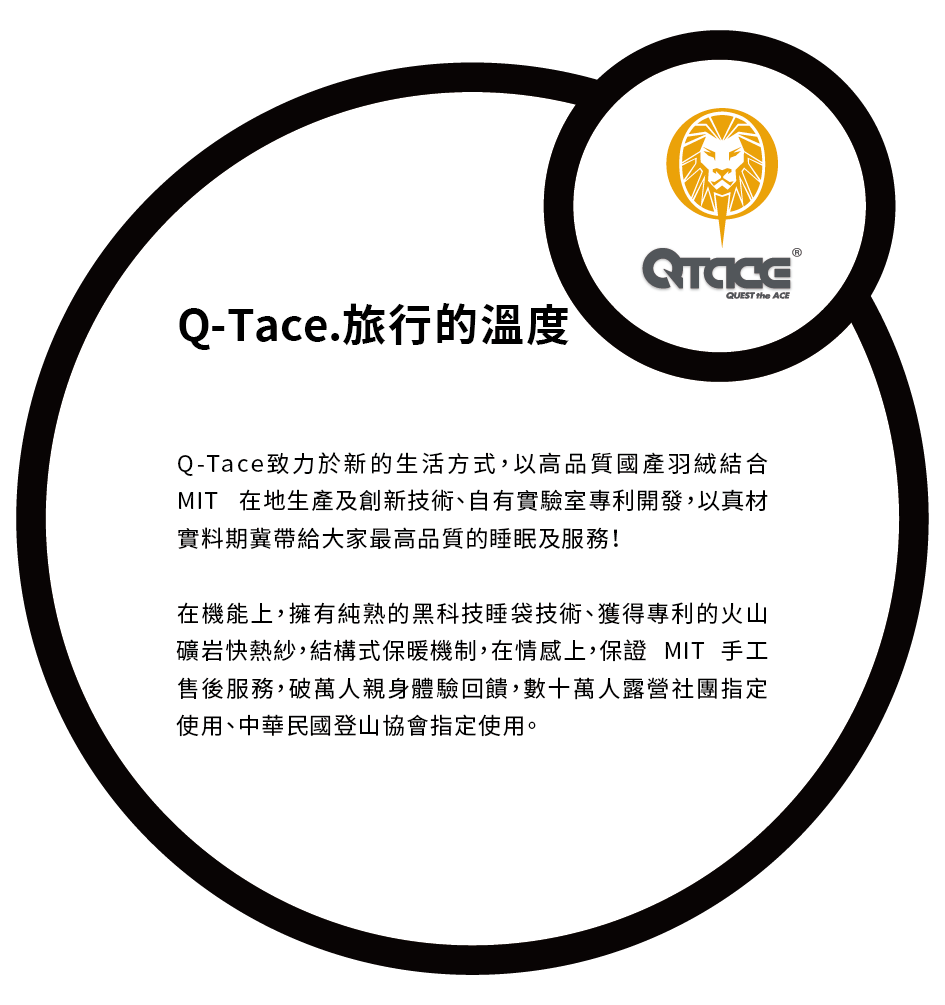 QTACE®
QUEST the ACE
Q-Tace.旅行的溫度
Q-Tace致力於新的生活方式,以高品質國產羽絨結合
MIT 在地生產及創新技術、自有實驗室專利開發,以真材
實料期冀帶給大家最高品質的睡眠及服務!
在機能上,擁有純熟的黑科技睡袋技術、獲得專利的火山
礦岩快熱紗,結構式保暖機制,在情感上,保證 MIT 手工
售後服務,破萬人親身體驗回饋,數十萬人露營社團指定
使用、中華民國登山協會指定使用。